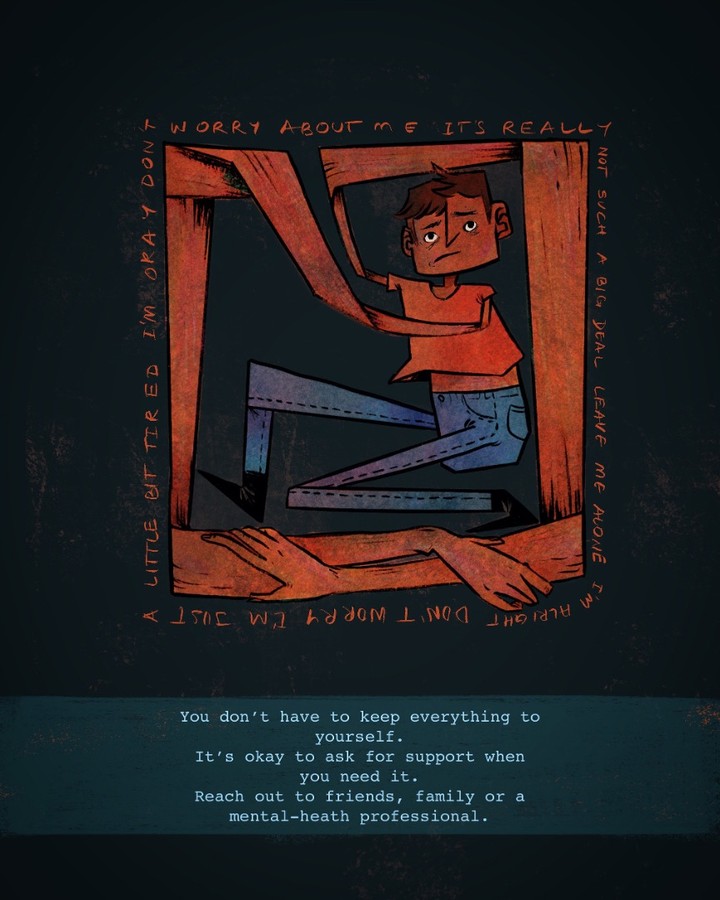 WORRY ABOUT ME IT'S REALLY
NOT SUCH A BIG DEAL LEAVE ME ALONE I'M
ALRIGHT DON'T WORRY I'M JUST
A LITTLE BIT TIRED I'M OKAY DON'T
You don't have to keep everything to
yourself.
It's okay to ask for support when
you need it.
Reach out to friends, family or a
mental-heath professional.